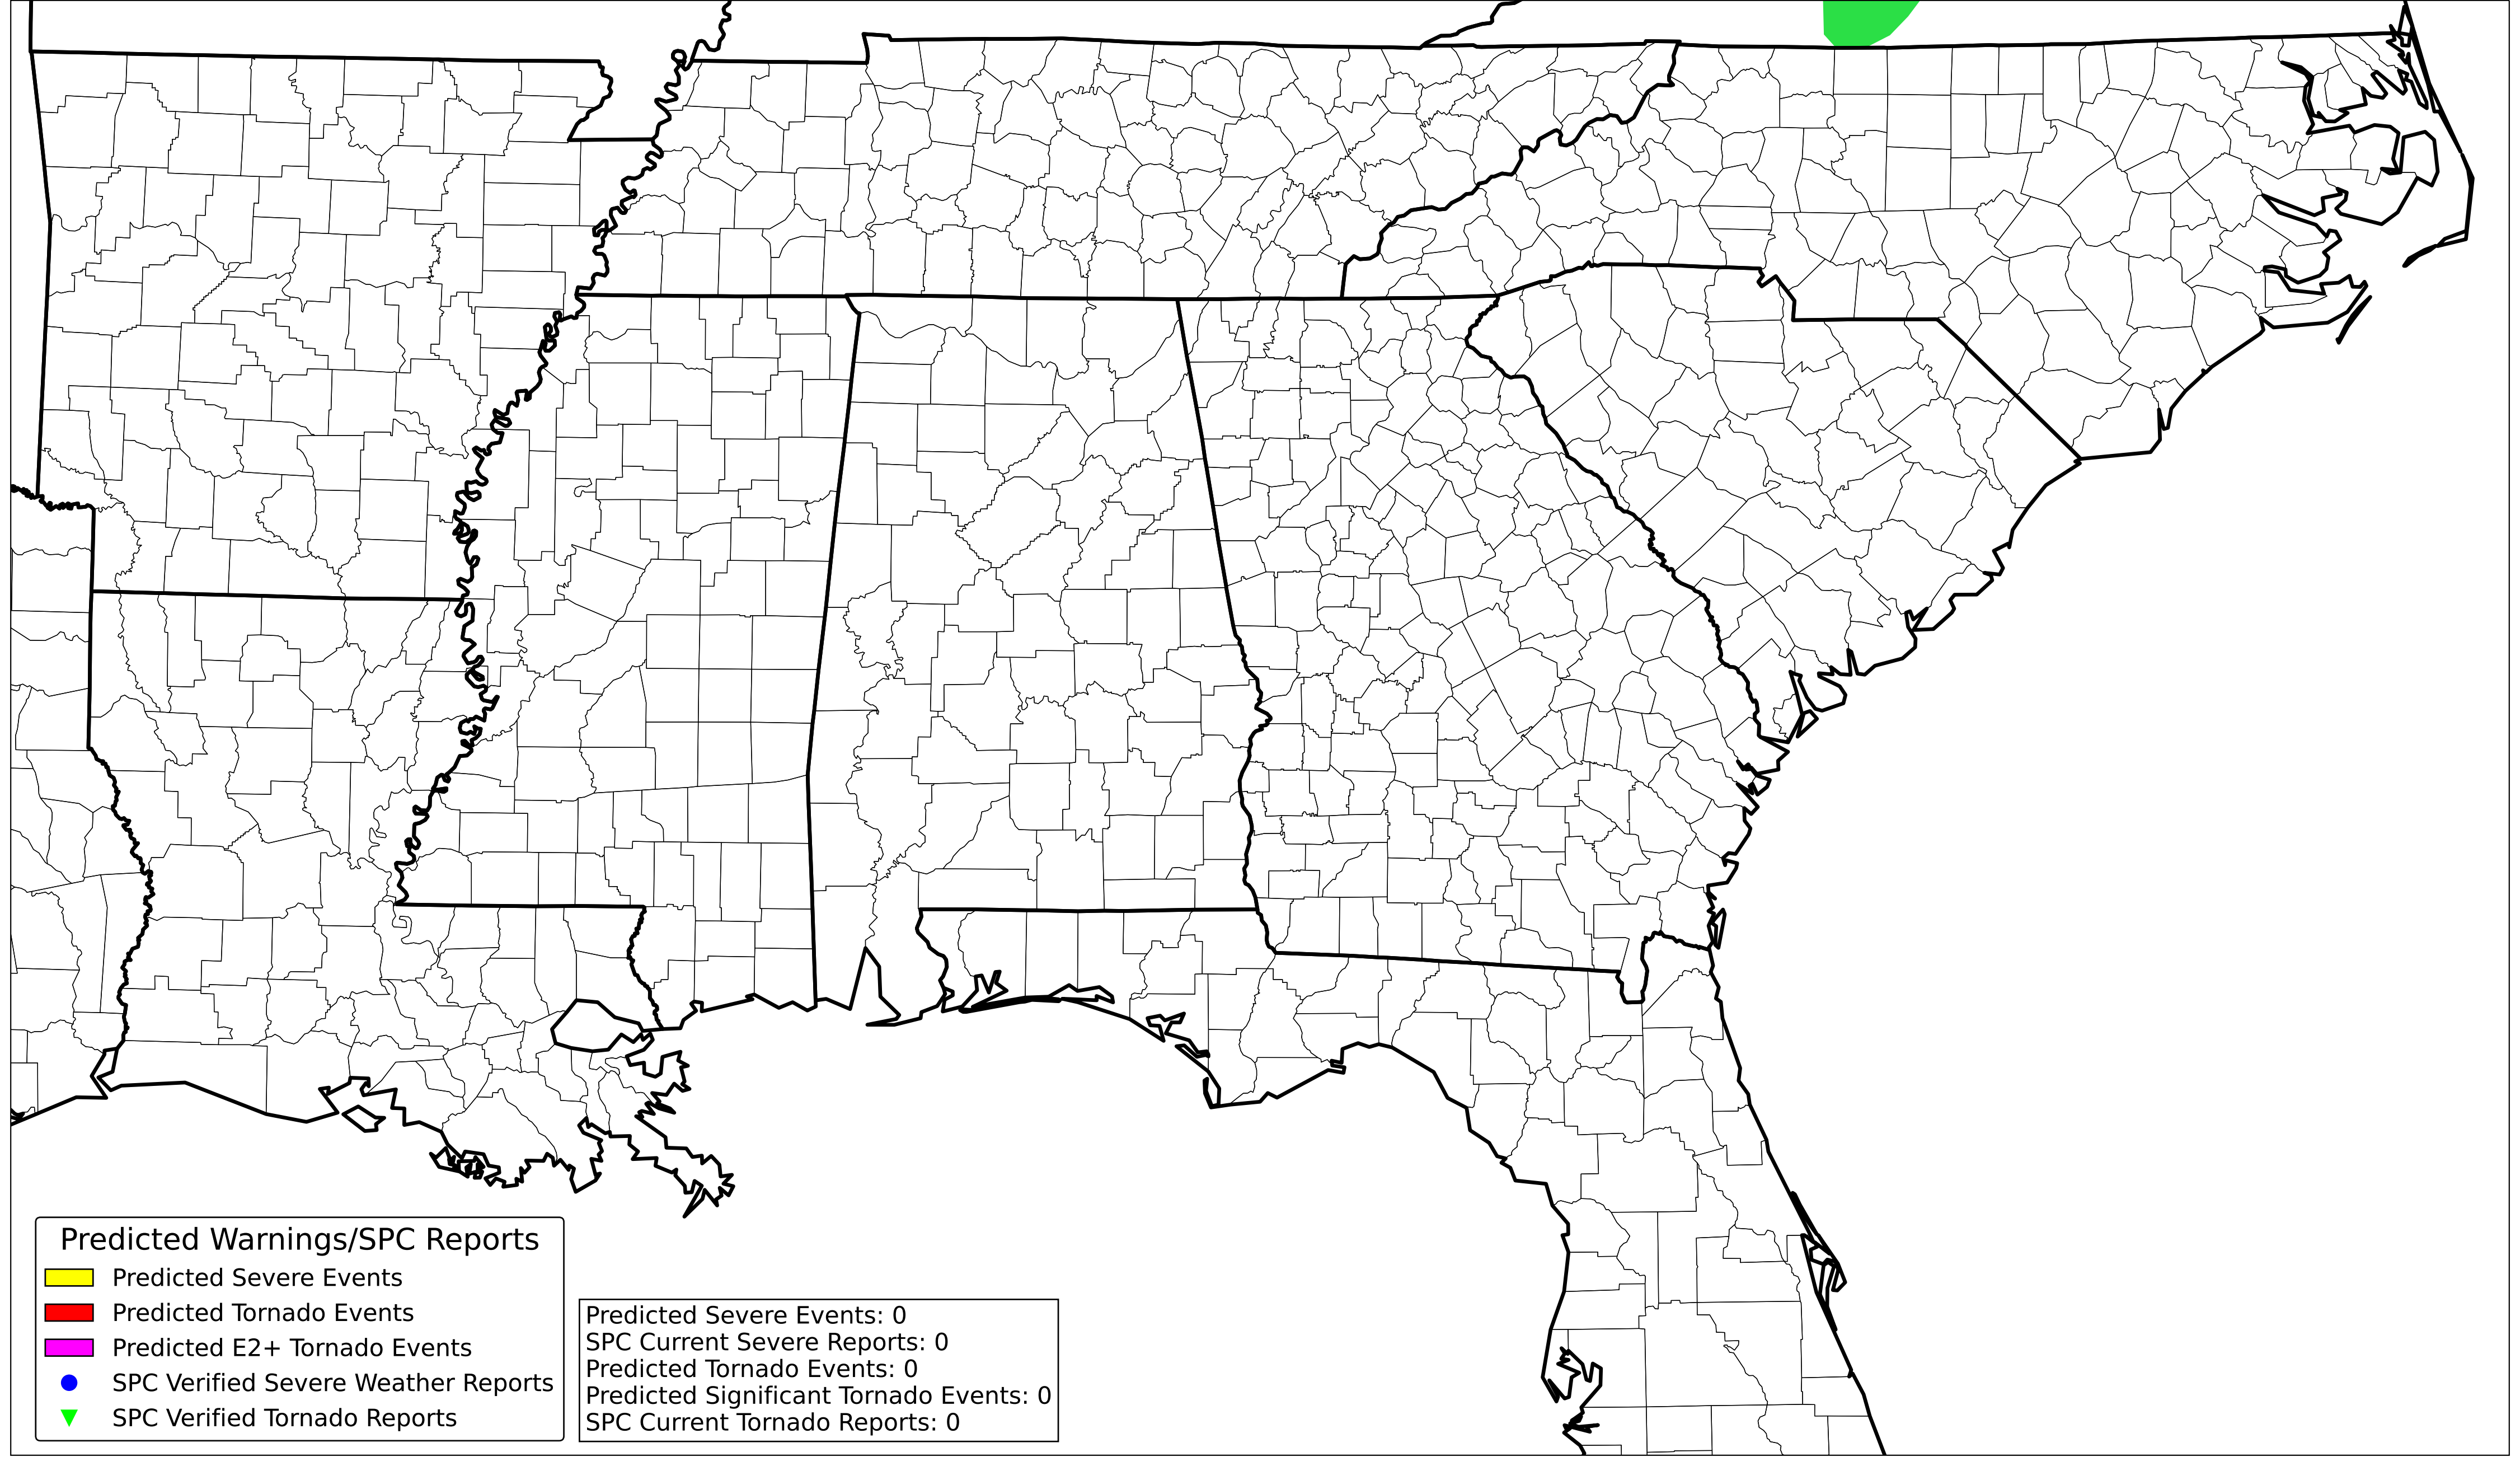 Predicted Warnings/SPC Reports
Predicted Severe Events
Predicted Tornado Events
Predicted E2+ Tornado Events
SPC Verified Severe Weather Reports
SPC Verified Tornado Reports
Predicted Severe Events: 0
SPC Current Severe Reports: 0
Predicted Tornado Events: 0
Predicted Significant Tornado Events: 0
SPC Current Tornado Reports: 0